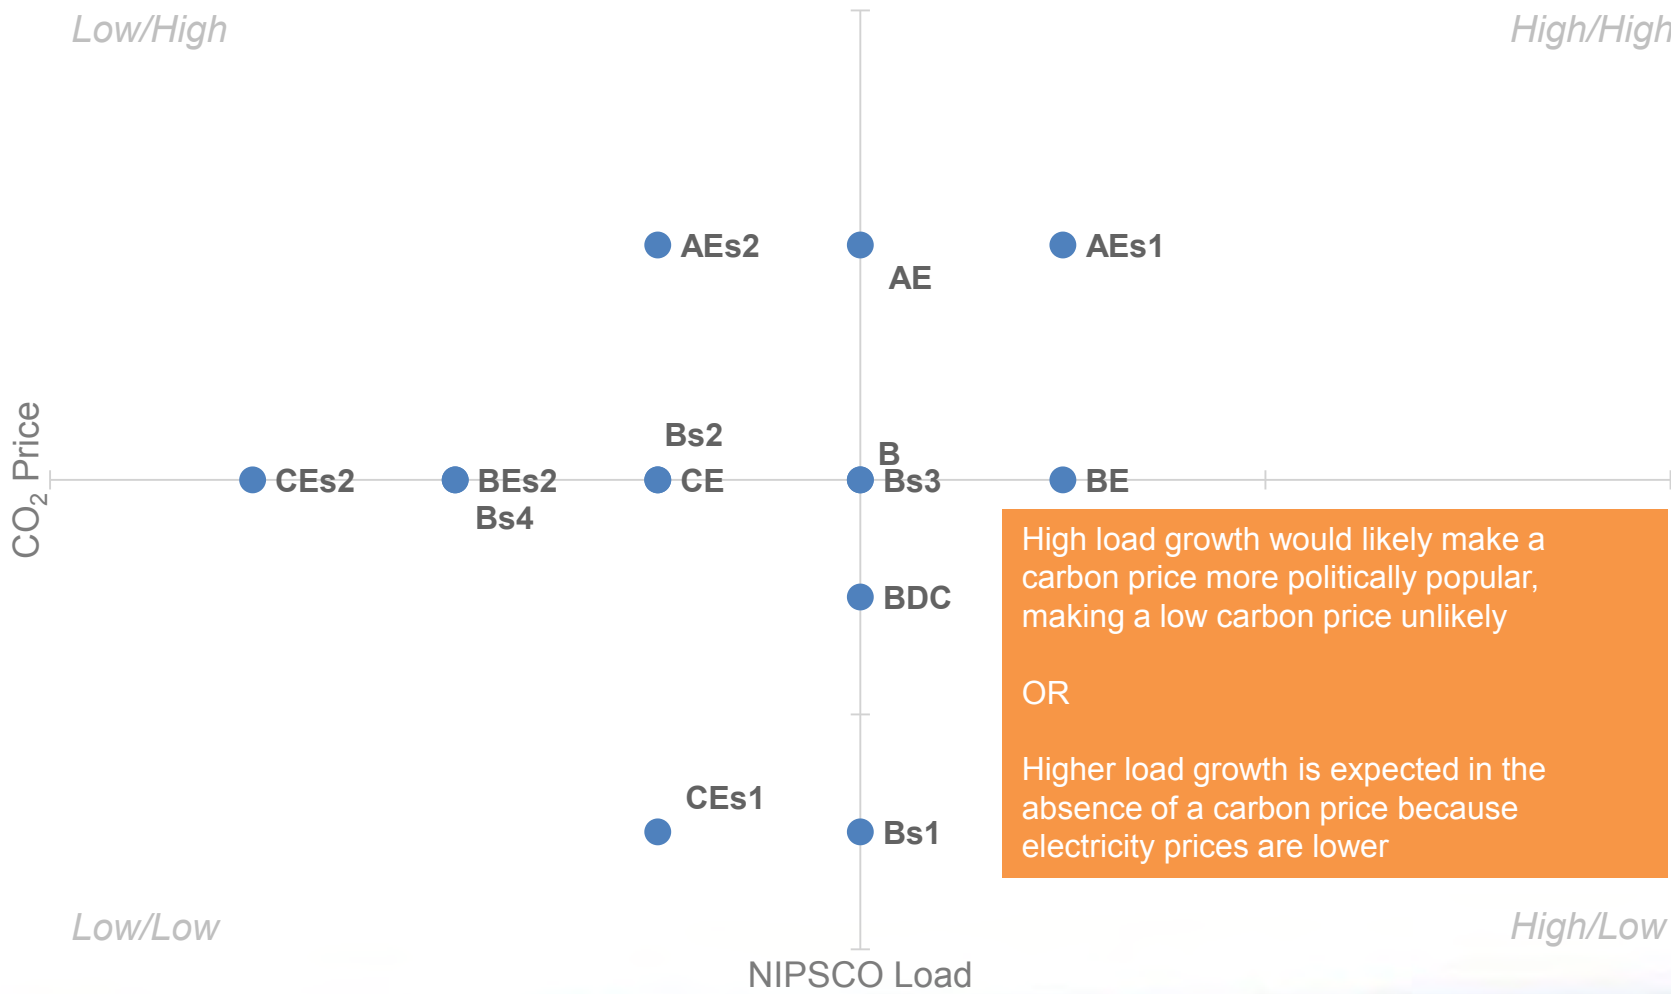 Low/High
High/High
AEs2
AEs1
AE
Bs2
B
CO₂ Price
CEs2
BEs2
CE
Bs3
BE
Bs4
High load growth would likely make a
carbon price more politically popular,
making a low carbon price unlikely
OR
Higher load growth is expected in the
absence of a carbon price because
electricity prices are lower
BDC
CEs1
Bs1
Low/Low
High/Low
NIPSCO Load